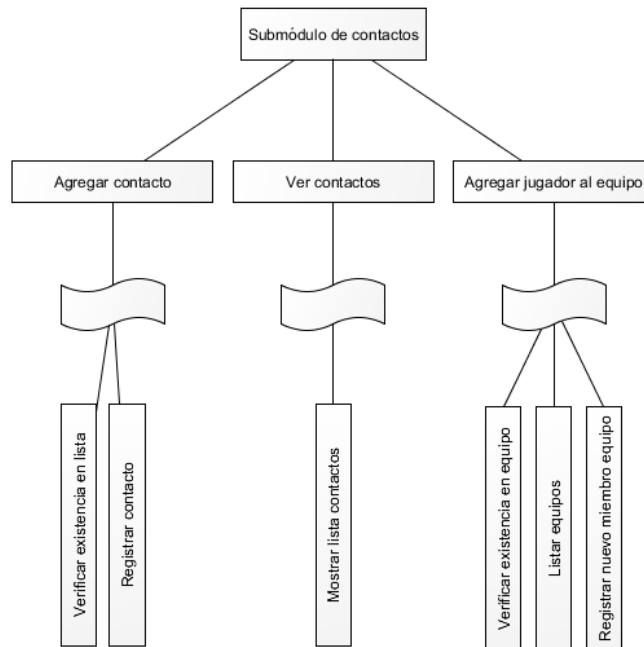 Submódulo de contactos
Agregar contacto
Ver contactos
Agregar jugador al equipo
Verificar existencia en lista
Registrar contacto
Mostrar lista contactos
Verificar existencia en equipo
Listar equipos
Registrar nuevo miembro equipo